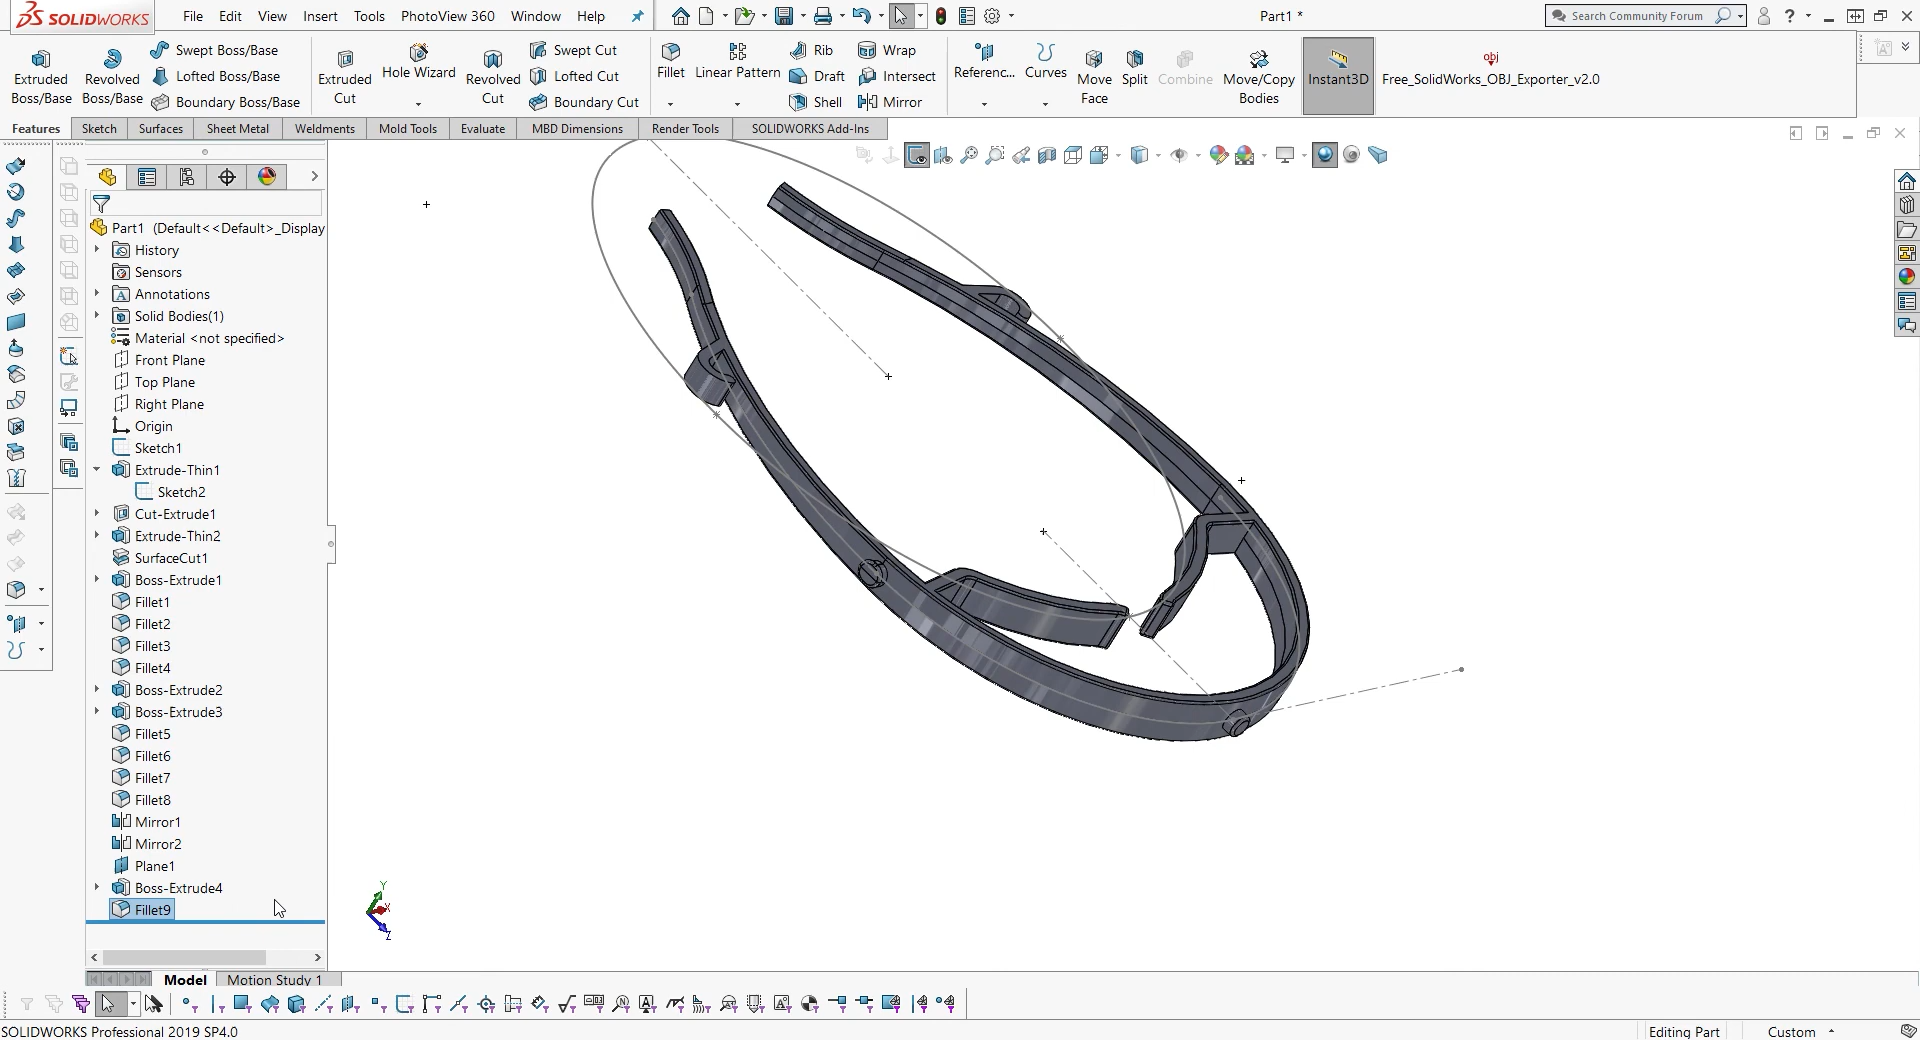 SOLIDWORKS File Edit View Insert Tools PhotoView 360 Window Help Part1 * Search Community Forum ?
Extruded Boss/Base
Revolved Boss/Base
Swept Boss/Base
Lofted Boss/Base
Boundary Boss/Base
Extruded Cut
Hole Wizard
Revolved Cut
Swept Cut
Lofted Cut
Boundary Cut
Fillet
Linear Pattern
Rib
Draft
Shell
Wrap
Intersect
Mirror
Referenc...
Curves
Move Face
Split
Combine
Move/Copy Bodies
Instant3D
obj
Free_SolidWorks_OBJ_Exporter_v2.0
Features Sketch Surfaces Sheet Metal Weldments Mold Tools Evaluate MBD Dimensions Render Tools SOLIDWORKS Add-Ins
Part1 (Default<<Default>_Display
History
Sensors
Annotations
Solid Bodies(1)
Material <not specified>
Front Plane
Top Plane
Right Plane
Origin
Sketch1
Extrude-Thin1
Sketch2
Cut-Extrude1
Extrude-Thin2
SurfaceCut1
Boss-Extrude1
Fillet1
Fillet2
Fillet3
Fillet4
Boss-Extrude2
Boss-Extrude3
Fillet5
Fillet6
Fillet7
Fillet8
Mirror1
Mirror2
Plane1
Boss-Extrude4
Fillet9
Y
X
Z
Model Motion Study 1
SOLIDWORKS Professional 2019 SP4.0 Editing Part Custom